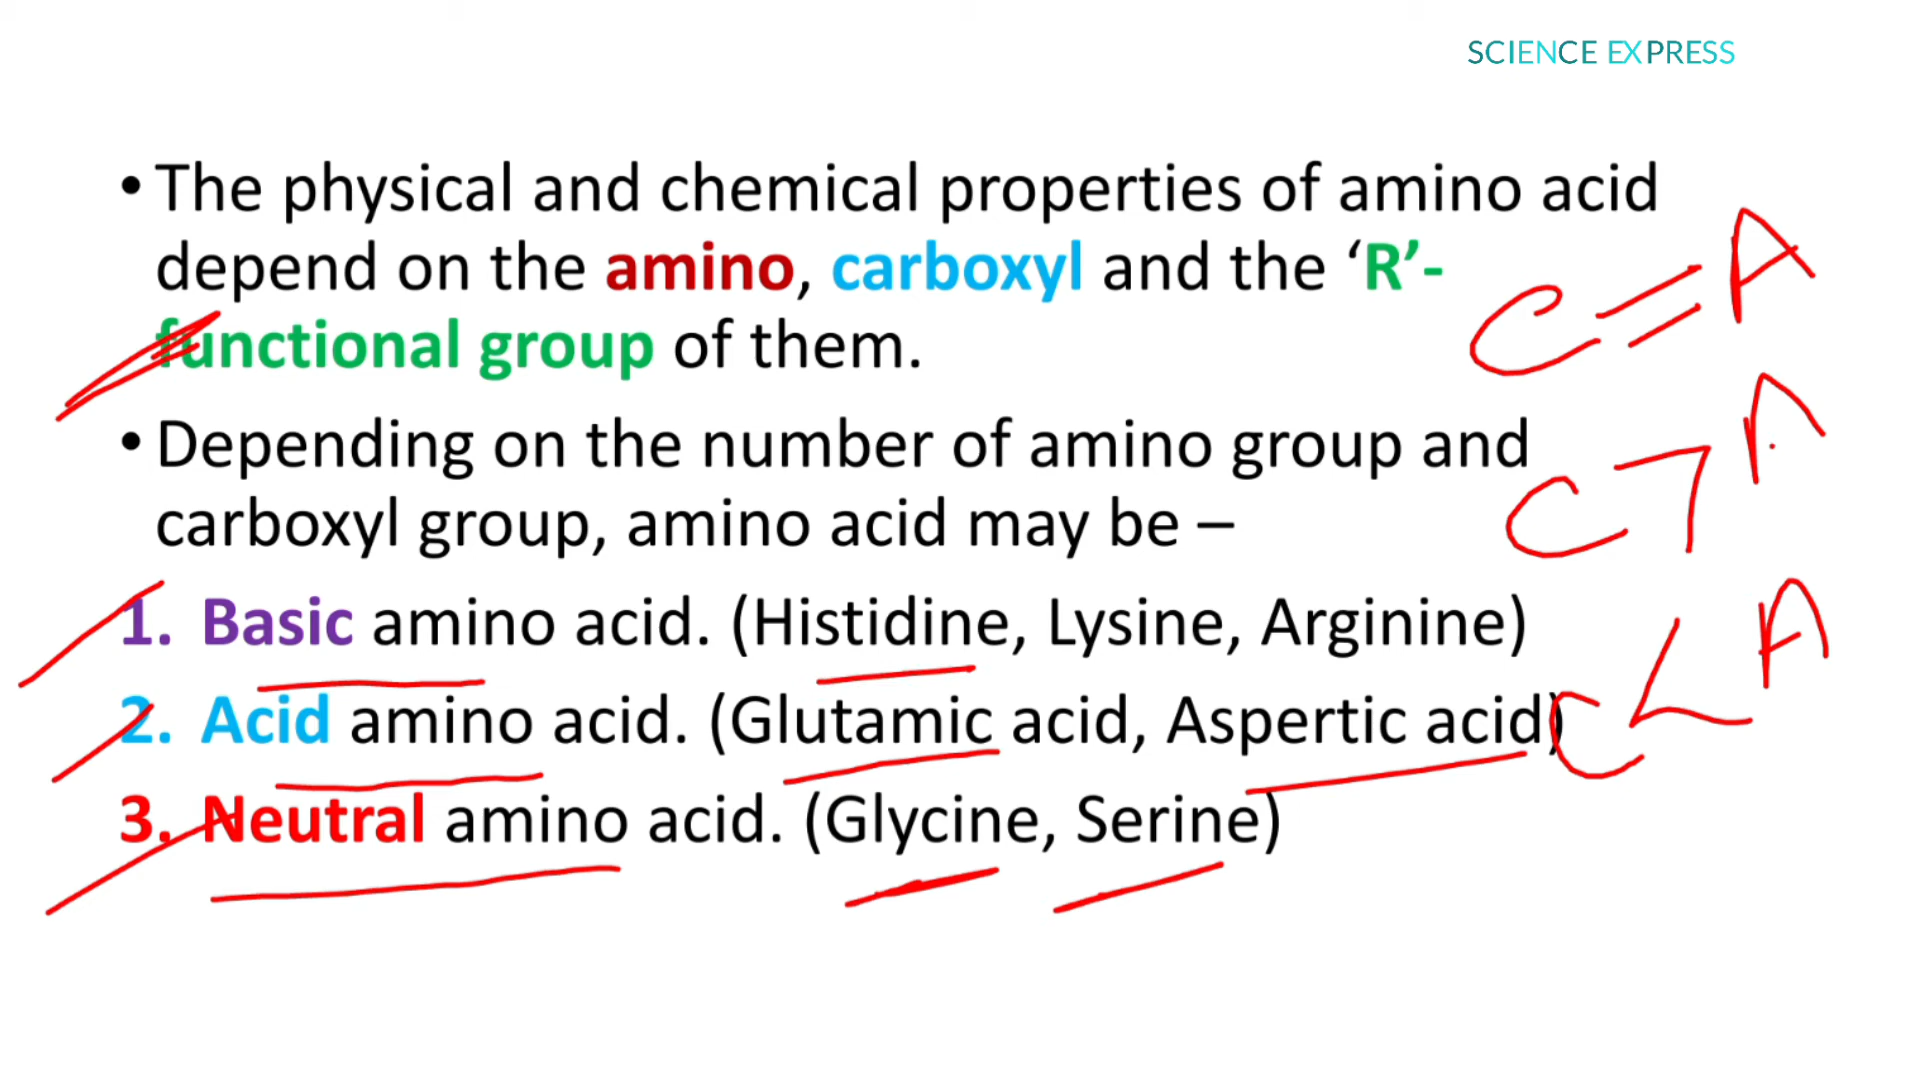 SCIENCE EXPRESS
• The physical and chemical properties of amino acid
depend on the amino, carboxyl and the ‘R’-
functional group of them.
• Depending on the number of amino group and
carboxyl group, amino acid may be –
1. Basic amino acid. (Histidine, Lysine, Arginine)
2. Acid amino acid. (Glutamic acid, Aspertic acid)
3. Neutral amino acid. (Glycine, Serine)
C = A
C > A
C < A